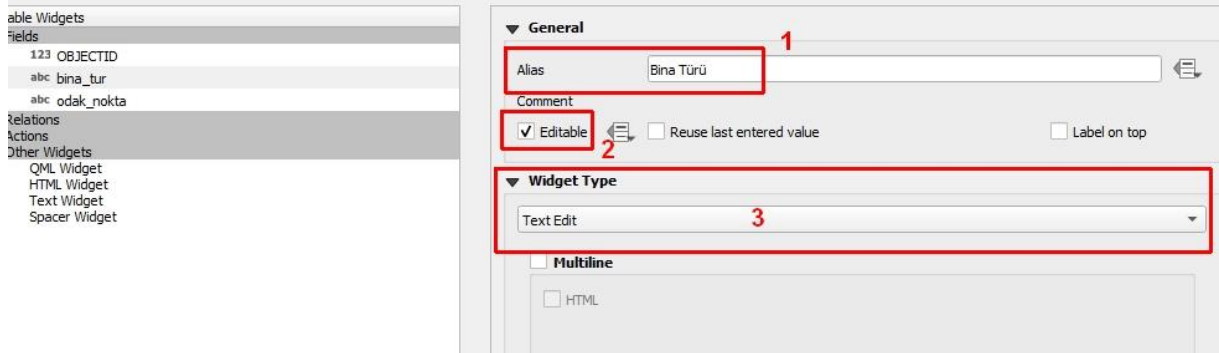 able Widgets
Fields
123 OBJECTID
abc bina_tur
abc odak_nokta
Relations
Actions
Other Widgets
QML Widget
HTML Widget
Text Widget
Spacer Widget
General
1
Alias
Bina Türü
Comment
Editable
Reuse last entered value
Label on top
2
Widget Type
Text Edit
3
Multiline
HTML